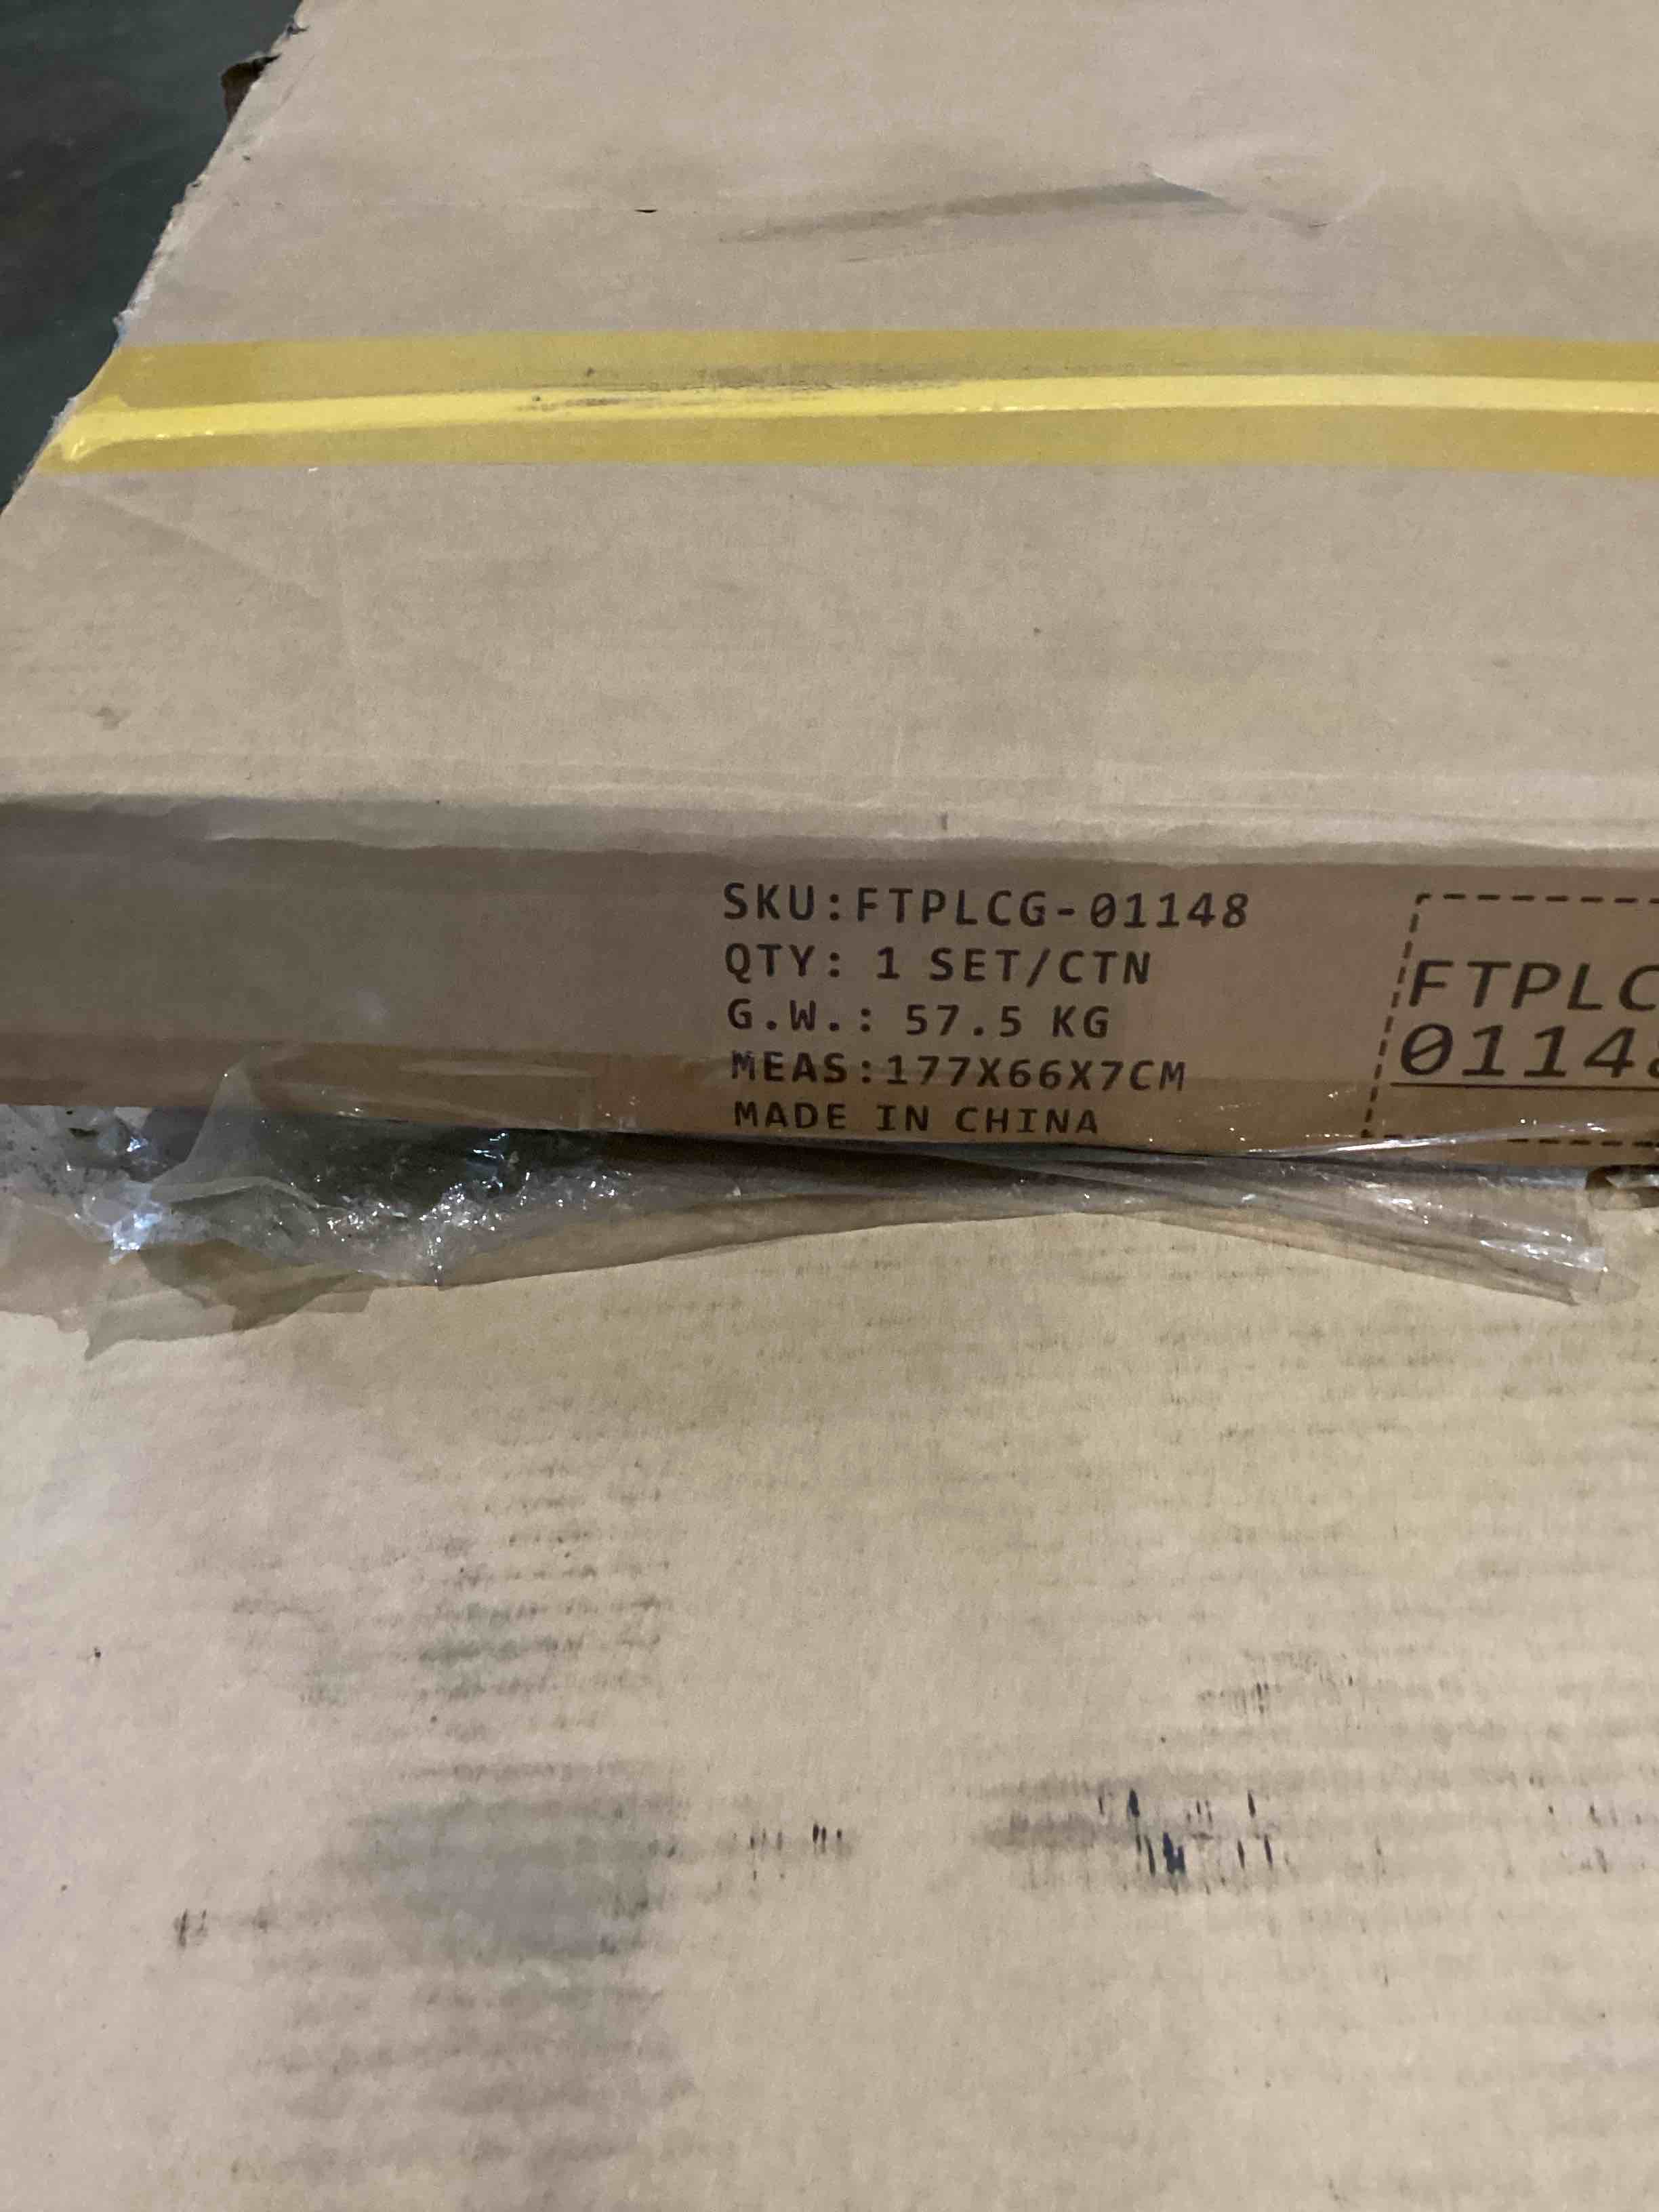 SKU:FTPLCG-01148
QTY: 1 SET/CTN
G.W.: 57.5 KG
MEAS:177X66X7CM
MADE IN CHINA
FTPLC
0114